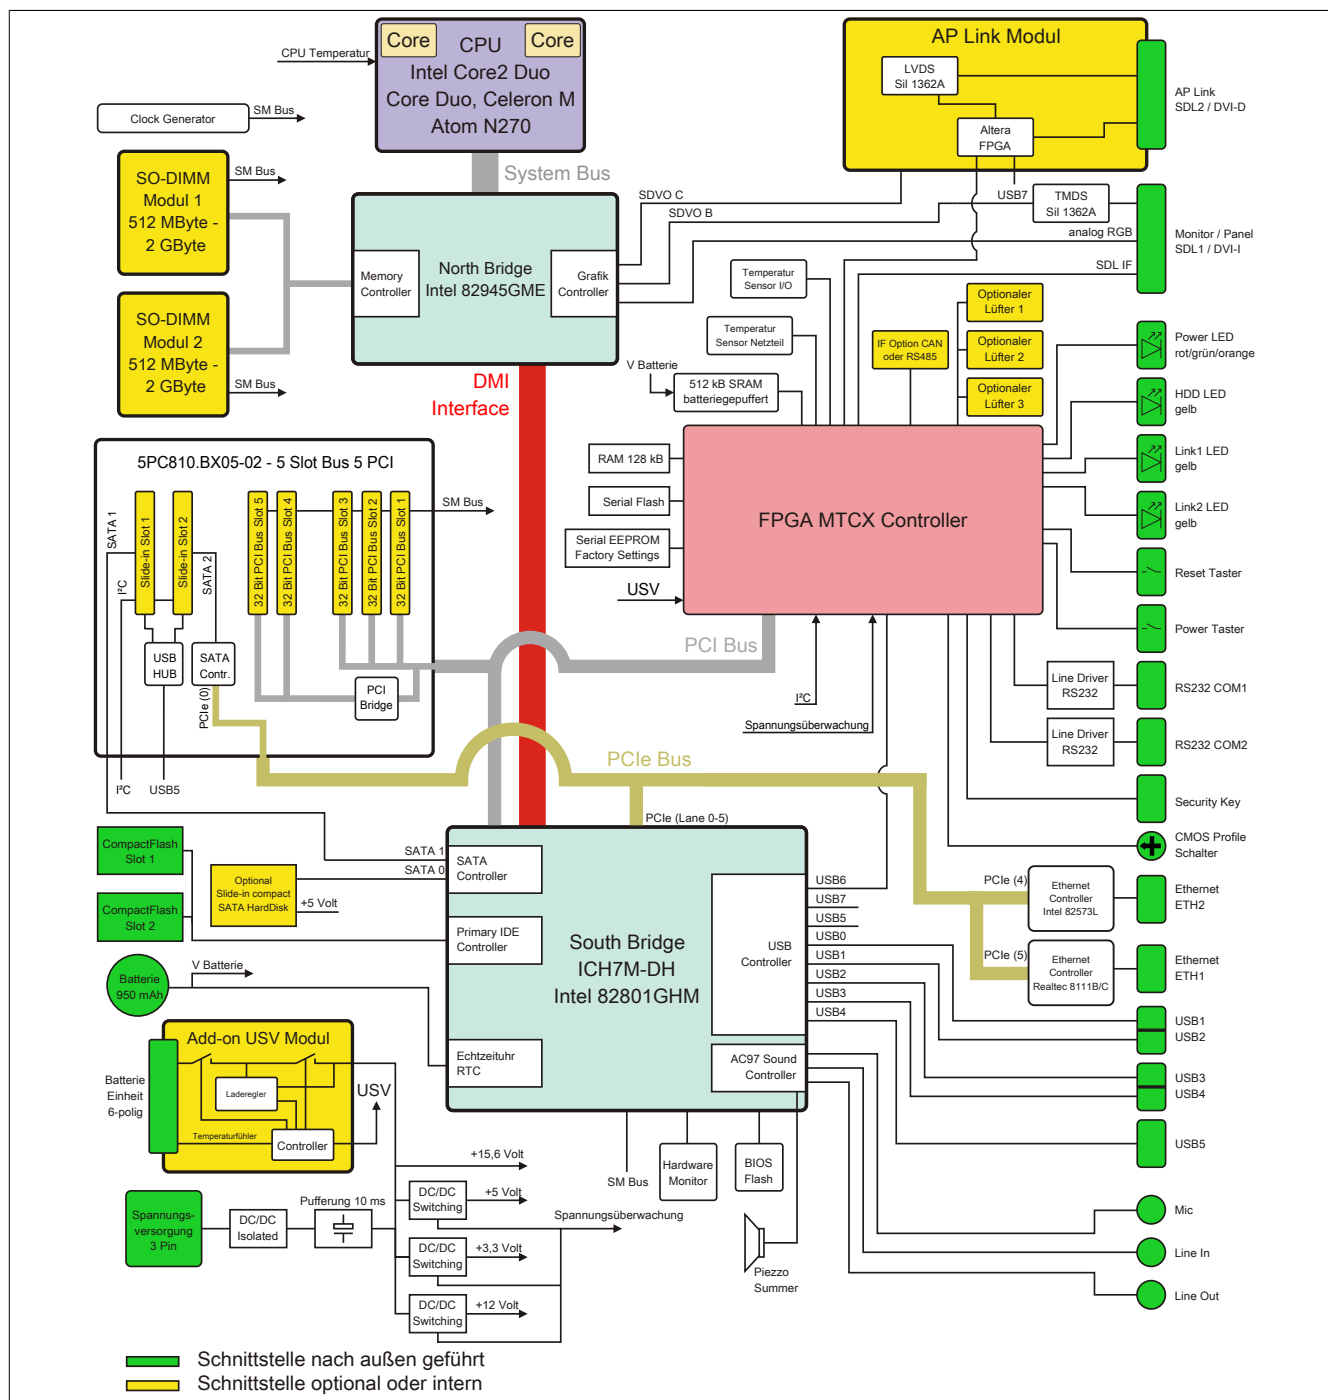 Core
CPU
Core
Intel Core2 Duo
Core Duo, Celeron M
Atom N270
CPU Temperatur
Clock Generator
SM Bus
SO-DIMM
Modul 1
512 MByte -
2 GByte
SM Bus
SO-DIMM
Modul 2
512 MByte -
2 GByte
SM Bus
System Bus
Memory
Controller
North Bridge
Intel 82945GME
Grafik
Controller
DMI
Interface
AP Link Modul
LVDS
Sil 1362A
Altera
FPGA
AP Link
SDL2 / DVI-D
SDVO C
SDVO B
USB7
TMDS
Sil 1362A
analog RGB
Monitor / Panel
SDL1 / DVI-I
SDL IF
Temperatur
Sensor I/O
Temperatur
Sensor Netzteil
V Batterie
512 kB SRAM
batteriegepuffert
IF Option CAN
oder RS485
Optionaler
Lüfter 1
Optionaler
Lüfter 2
Optionaler
Lüfter 3
Power LED
rot/grün/orange
HDD LED
gelb
Link1 LED
gelb
Link2 LED
gelb
Reset Taster
Power Taster
RAM 128 kB
Serial Flash
Serial EEPROM
Factory Settings
USV
FPGA MTCX Controller
5PC810.BX05-02 - 5 Slot Bus 5 PCI
SATA 1
Slide-in Slot 1
Slide-in Slot 2
SATA 2
32 Bit PCI Bus Slot 5
32 Bit PCI Bus Slot 4
32 Bit PCI Bus Slot 3
32 Bit PCI Bus Slot 2
32 Bit PCI Bus Slot 1
SM Bus
I²C
USB
HUB
SATA
Contr.
PCIe (0)
PCI
Bridge
I²C
USB5
PCI Bus
I²C
Spannungsüberwachung
Line Driver
RS232
RS232 COM1
Line Driver
RS232
RS232 COM2
Security Key
CMOS Profile
Schalter
PCIe Bus
PCIe (Lane 0-5)
PCIe (4)
Ethernet
Controller
Intel 82573L
Ethernet
ETH2
PCIe (5)
Ethernet
Controller
Realtec 8111B/C
Ethernet
ETH1
CompactFlash
Slot 1
CompactFlash
Slot 2
Optional
Slide-in compact
SATA HardDisk
+5 Volt
SATA 1
SATA 0
SATA
Controller
Primary IDE
Controller
South Bridge
ICH7M-DH
Intel 82801GHM
USB
Controller
USB6
USB7
USB5
USB0
USB1
USB2
USB3
USB4
AC97 Sound
Controller
Echtzeituhr
RTC
Batterie
950 mAh
V Batterie
USB1
USB2
USB3
USB4
USB5
Mic
Line In
Line Out
Add-on USV Modul
Laderegler
Temperaturfühler
Controller
USV
Batterie
Einheit
6-polig
SM Bus
Hardware
Monitor
BIOS
Flash
Piezzo
Summer
Spannungs-
versorgung
3 Pin
DC/DC
Isolated
Pufferung 10 ms
+15,6 Volt
DC/DC
Switching
+5 Volt
Spannungsüberwachung
DC/DC
Switching
+3,3 Volt
DC/DC
Switching
+12 Volt
Schnittstelle nach außen geführt
Schnittstelle optional oder intern